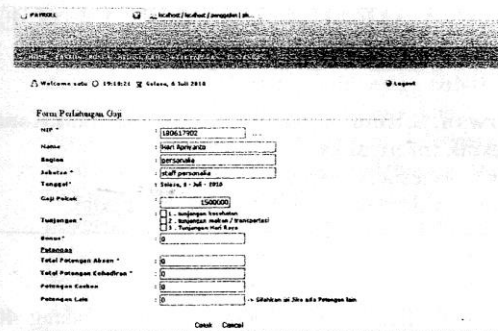 PAYROLL localhost / localhost / penggajian | ph...
Welcome satu 19:18:21 Selasa, 6 Juli 2010 Logout
Form Perhitungan Gaji
NIP * : 180617902 ...
Nama : Hari Apriyanto
Bagian : personalia
Jabatan * : staff personalia
Tanggal* : Selasa, 6 - Juli - 2010
Gaji Pokok : 1500000
Tunjangan * : 1 . tunjangan kesehatan
2 . tunjangan makan / transportasi
3 . Tunjangan Hari Raya
Bonus* : 0
Potongan
Total Potongan Absen * : 0
Total Potongan Kehadiran * : 0
Potongan Kasbon : 0
Potongan Lain : 0 -> Silahkan isi Jika ada Potongan lain
Cetak Cancel